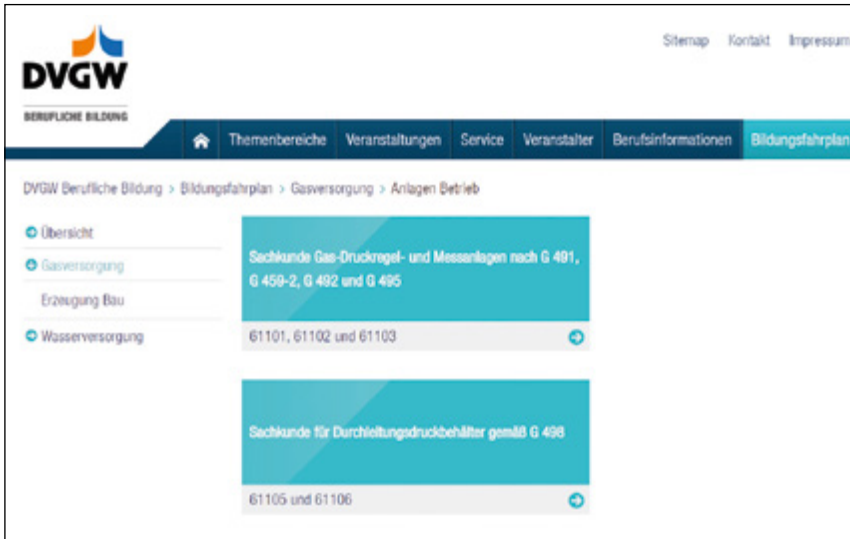 DVGW
BERUFLICHE BILDUNG
Sitemap Kontakt Impressum
Themenbereiche Veranstaltungen Service Veranstalter Berufsinformationen Bildungsfahrplan
DVGW Berufliche Bildung > Bildungsfahrplan > Gasversorgung > Anlagen Betrieb
Übersicht
Gasversorgung
Erzeugung Bau
Wasserversorgung
Sachkunde Gas-Druckregel- und Messanlagen nach G 491,
G 459-2, G 492 und G 495
61101, 61102 und 61103
Sachkunde für Durchleitungsdruckbehälter gemäß G 498
61105 und 61106